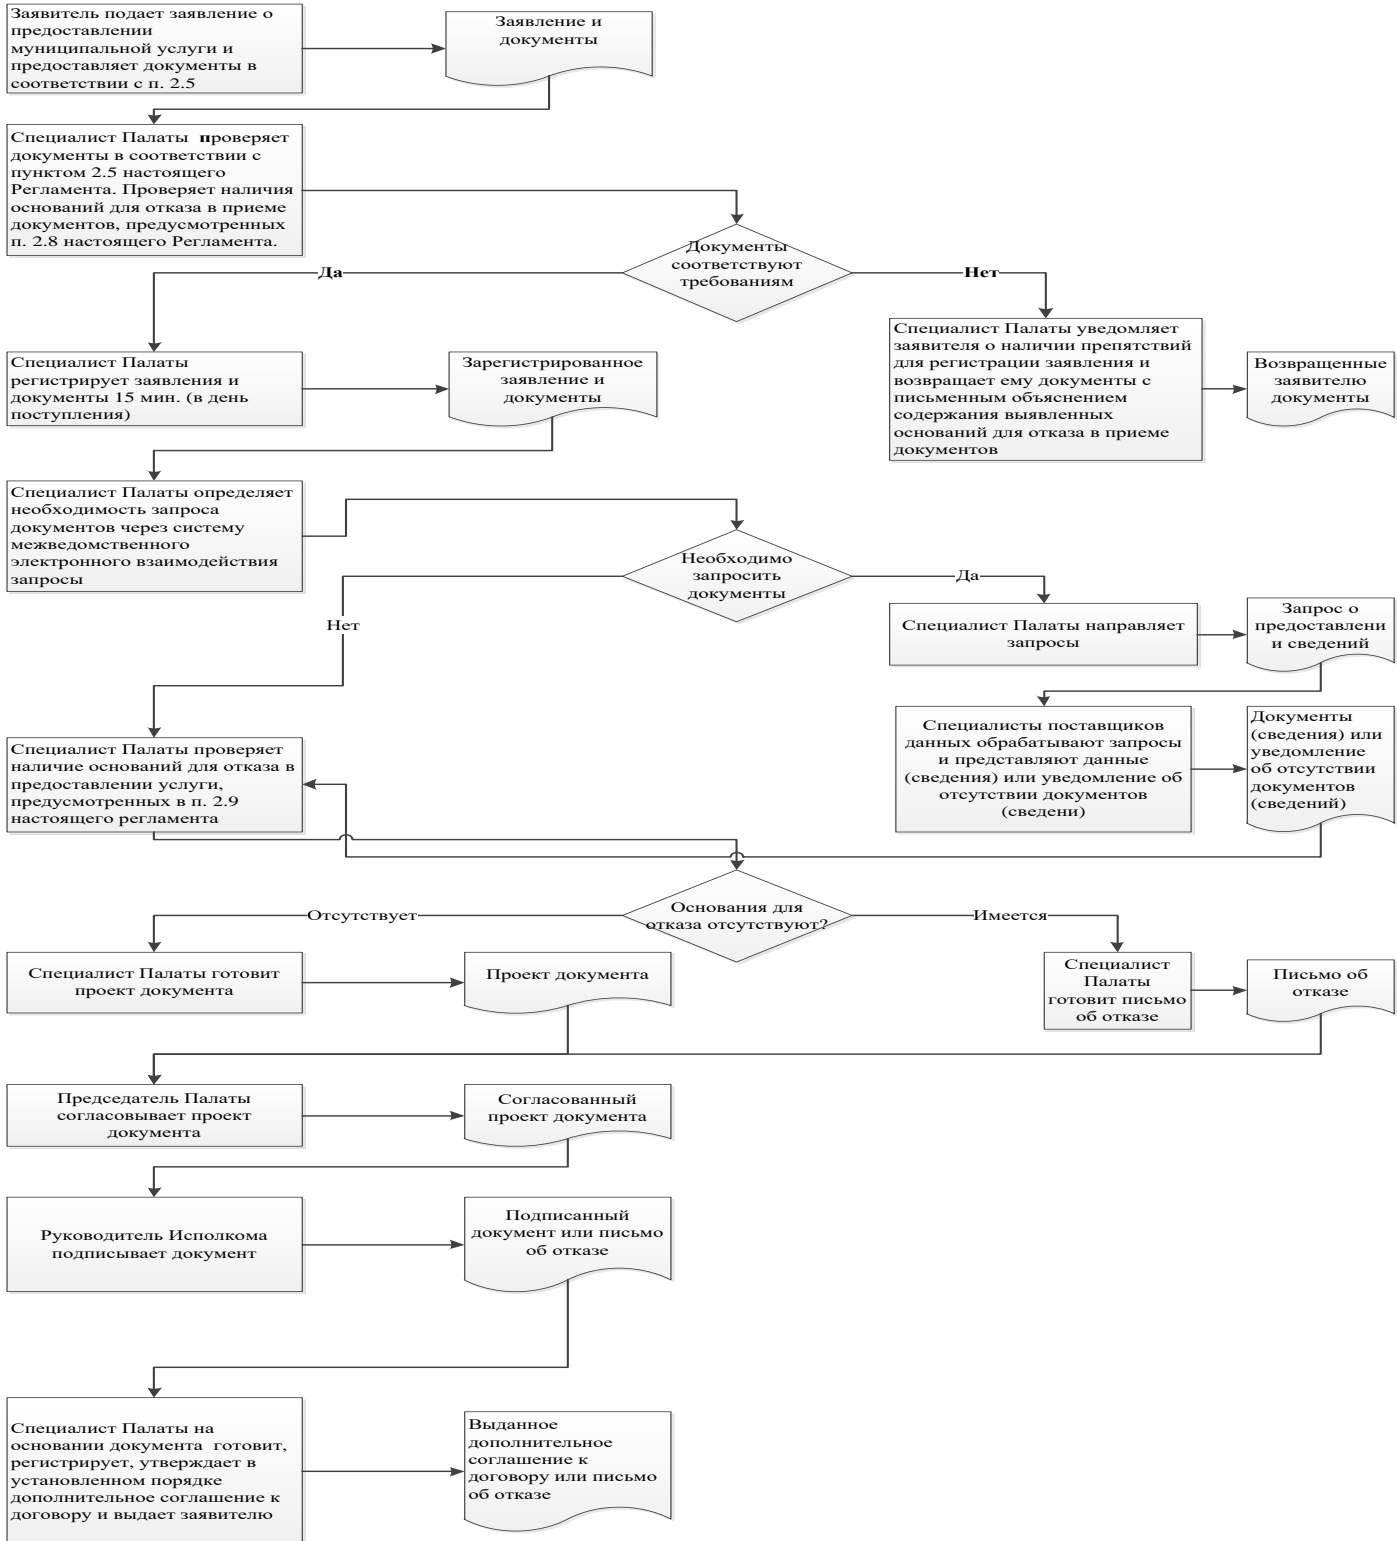 Заявитель подает заявление о
предоставлении
муниципальной услуги и
предоставляет документы в
соответствии с п. 2.5
Заявление и
документы
Специалист Палаты проверяет
документы в соответствии с
пунктом 2.5 настоящего
Регламента. Проверяет наличия
оснований для отказа в приеме
документов, предусмотренных
п. 2.8 настоящего Регламента.
Документы
соответствуют
требованиям
Да
Нет
Специалист Палаты
регистрирует заявления и
документы 15 мин. (в день
поступления)
Зарегистрированное
заявление и
документы
Специалист Палаты уведомляет
заявителя о наличии препятствий
для регистрации заявления и
возвращает ему документы с
письменным объяснением
содержания выявленных
оснований для отказа в приеме
документов
Возвращенные
заявителю
документы
Специалист Палаты определяет
необходимость запроса
документов через систему
межведомственного
электронного взаимодействия
запросы
Необходимо
запросить
документы
Да
Нет
Специалист Палаты направляет
запросы
Запрос о
предоставлени
и сведений
Специалист Палаты проверяет
наличие оснований для отказа в
предоставлении услуги,
предусмотренных в п. 2.9
настоящего регламента
Специалисты поставщиков
данных обрабатывают запросы
и представляют данные
(сведения) или уведомление об
отсутствии документов
(сведени)
Документы
(сведения) или
уведомление
об отсутствии
документов
(сведений)
Основания для
отказа отсутствуют?
Отсутствует
Имеется
Специалист Палаты готовит
проект документа
Проект документа
Специалист
Палаты
готовит письмо
об отказе
Письмо об
отказе
Председатель Палаты
согласовывает проект
документа
Согласованный
проект документа
Руководитель Исполкома
подписывает документ
Подписанный
документ или письмо
об отказе
Специалист Палаты на
основании документа готовит,
регистрирует, утверждает в
установленном порядке
дополнительное соглашение к
договору и выдает заявителю
Выданное
дополнительное
соглашение к
договору или письмо
об отказе